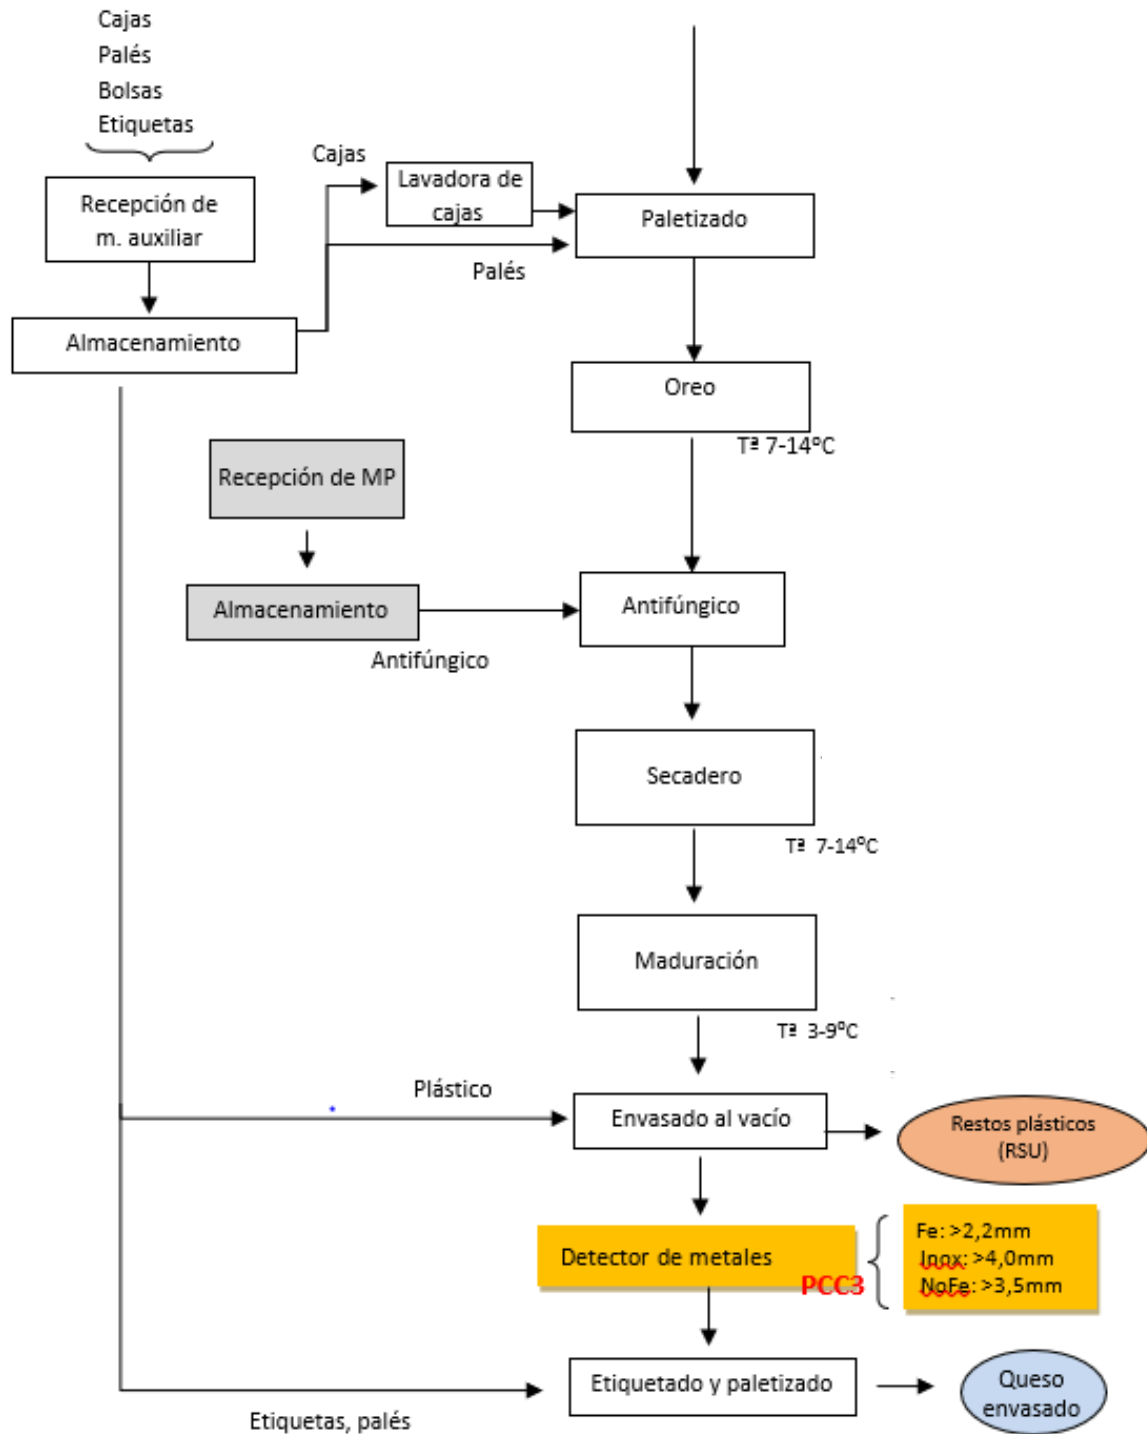 Cajas
Palés
Bolsas
Etiquetas
Cajas
Recepción de
m. auxiliar
Lavadora de
cajas
Paletizado
Palés
Almacenamiento
Oreo
Tª 7-14ºC
Recepción de MP
Almacenamiento
Antifúngico
Antifúngico
Secadero
Tª 7-14ºC
Maduración
Tª 3-9ºC
Plástico
Envasado al vacío
Restos plásticos
(RSU)
Detector de metales
PCC3
Fe: >2,2mm
Inox: >4,0mm
NoFe: >3,5mm
Etiquetado y paletizado
Queso
envasado
Etiquetas, palés